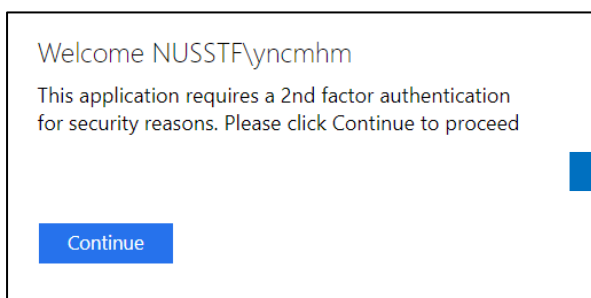 Welcome NUSSTF\yncmhm
This application requires a 2nd factor authentication
for security reasons. Please click Continue to proceed
Continue